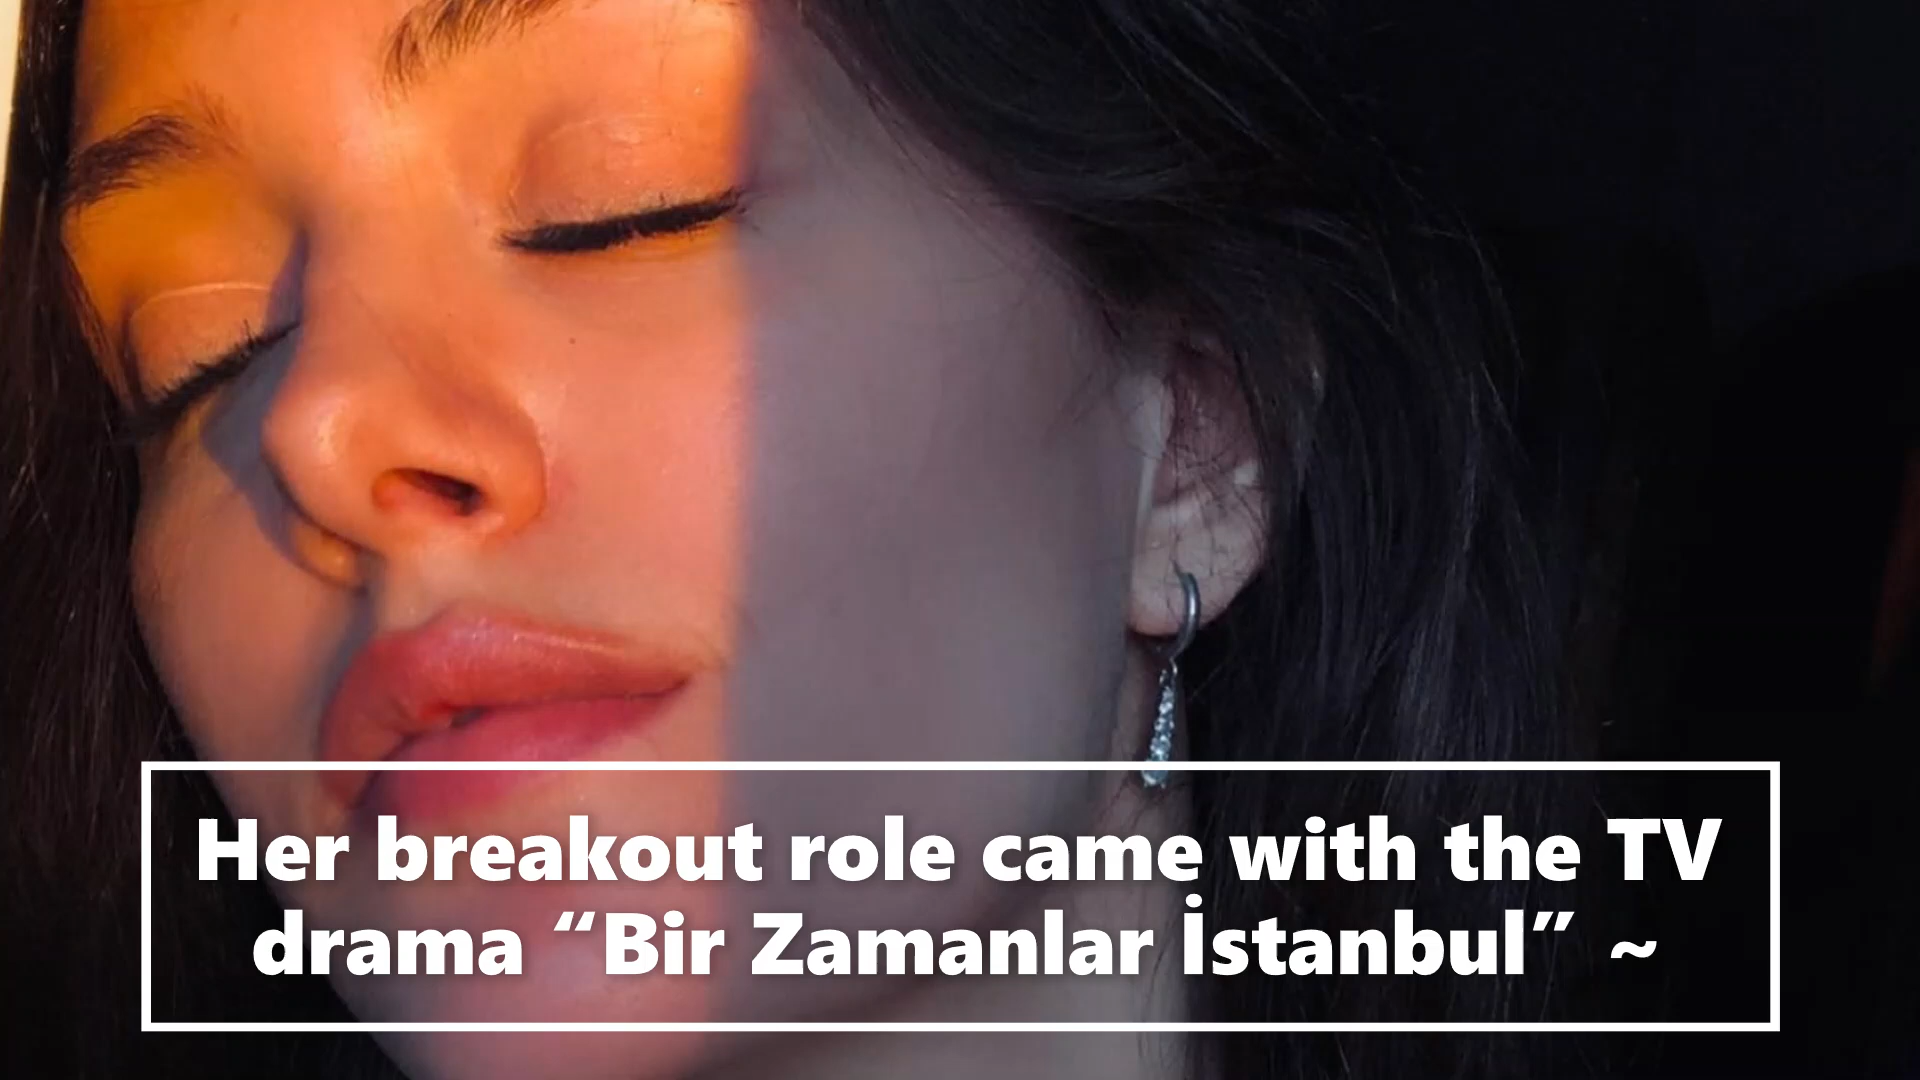 Her breakout role came with the TV
drama “Bir Zamanlar İstanbul” ~